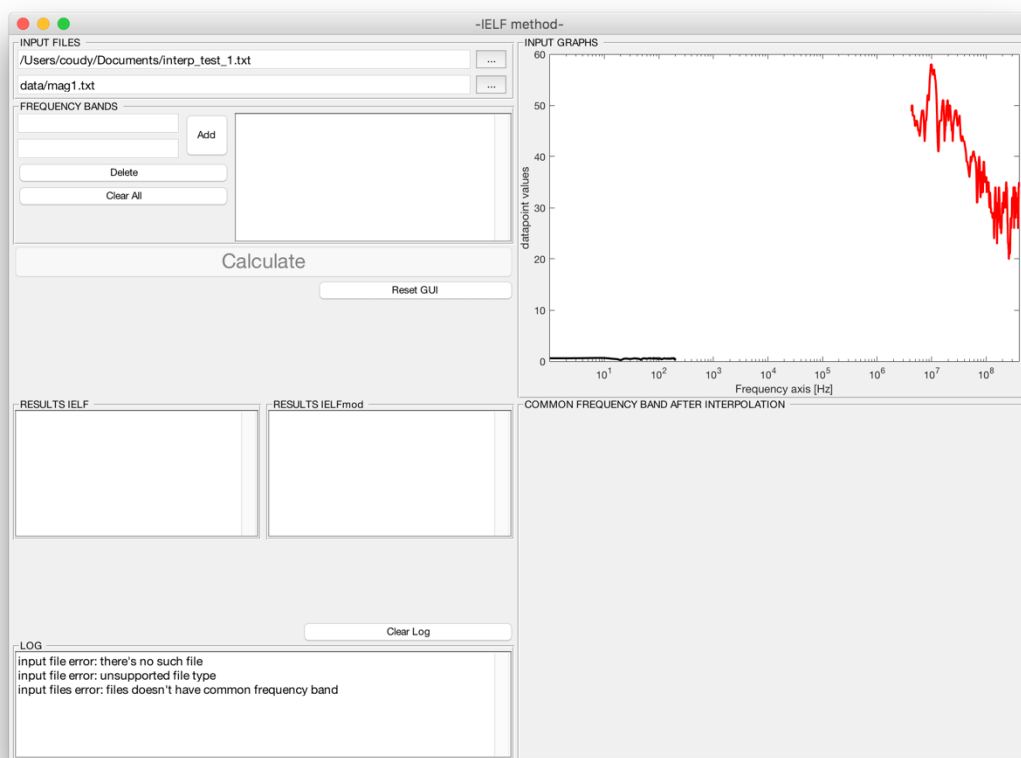 -IELF method-
INPUT FILES
/Users/coudy/Documents/interp_test_1.txt
...
data/mag1.txt
...
FREQUENCY BANDS
Add
Delete
Clear All
Calculate
Reset GUI
RESULTS IELF
RESULTS IELFmod
Clear Log
LOG
input file error: there's no such file
input file error: unsupported file type
input files error: files doesn't have common frequency band
INPUT GRAPHS
60
50
40
30
20
10
0
datapoint values
10¹ 10² 10³ 10⁴ 10⁵ 10⁶ 10⁷ 10⁸
Frequency axis [Hz]
COMMON FREQUENCY BAND AFTER INTERPOLATION